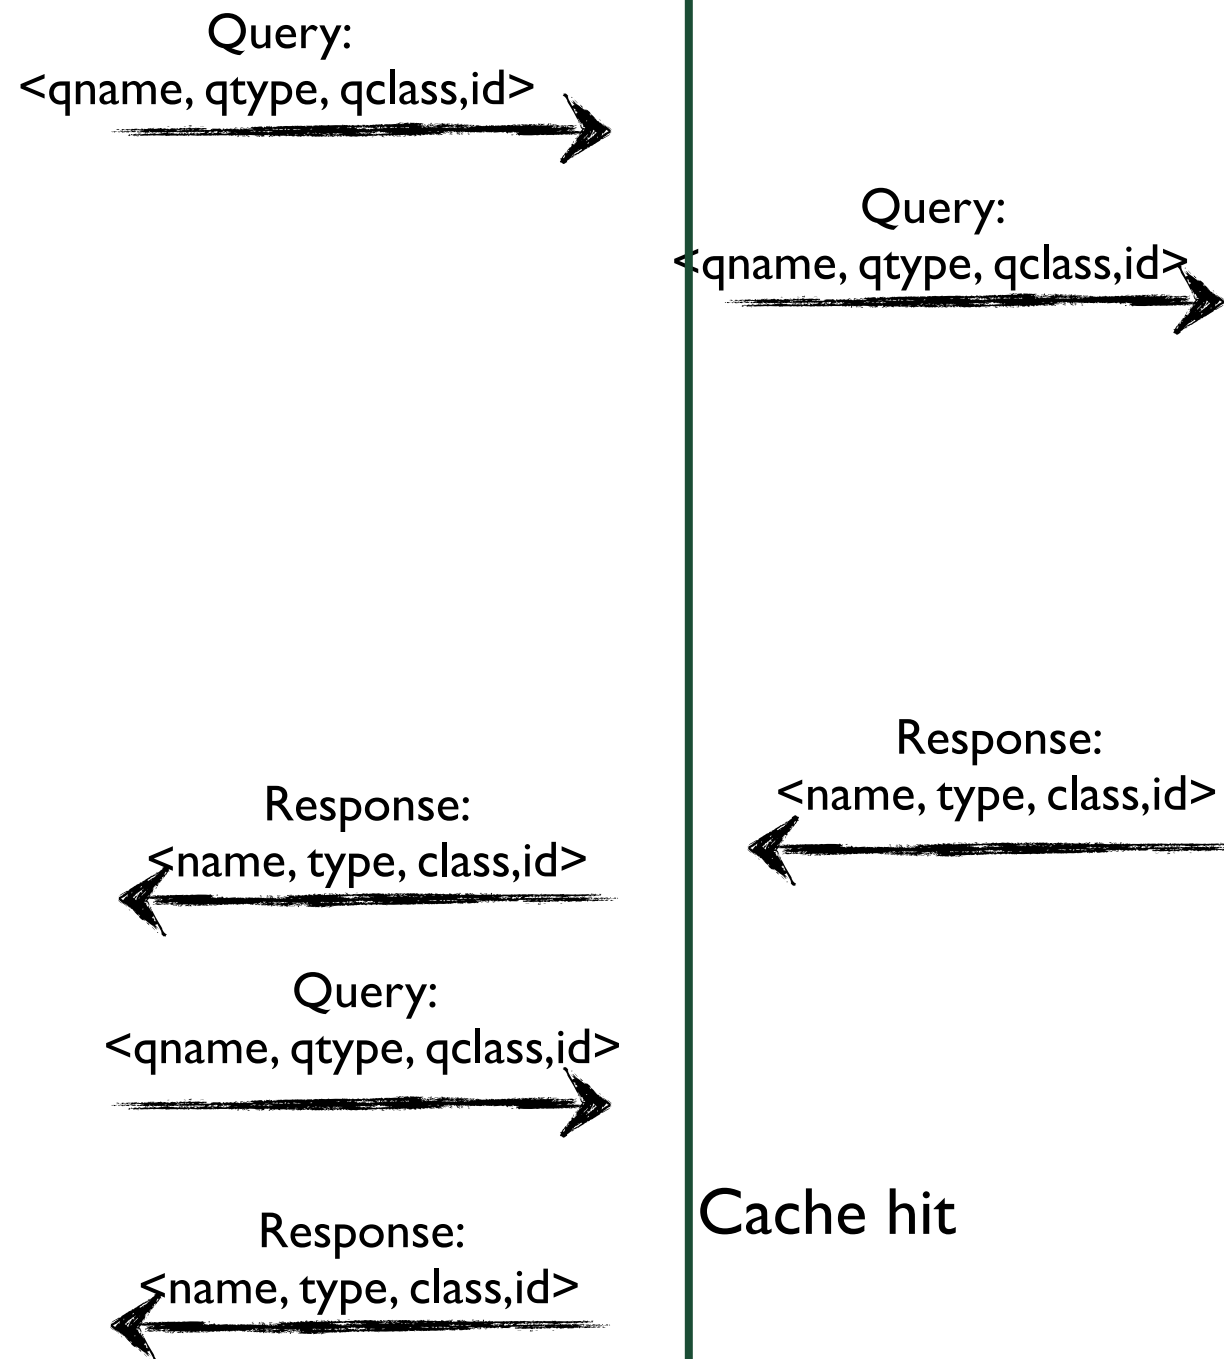 Query:
<qname, qtype, qclass,id>
Query:
<qname, qtype, qclass,id>
Response:
<name, type, class,id>
Response:
<name, type, class,id>
Query:
<qname, qtype, qclass,id>
Cache hit
Response:
<name, type, class,id>